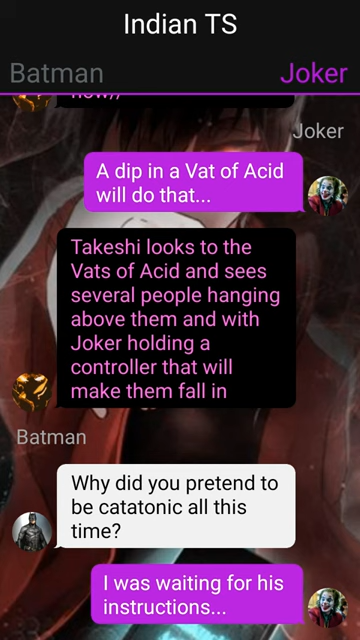 Indian TS
Batman
Joker
now//
Joker
A dip in a Vat of Acid
will do that...
Takeshi looks to the
Vats of Acid and sees
several people hanging
above them and with
Joker holding a
controller that will
make them fall in
Batman
Why did you pretend to
be catatonic all this
time?
I was waiting for his
instructions...